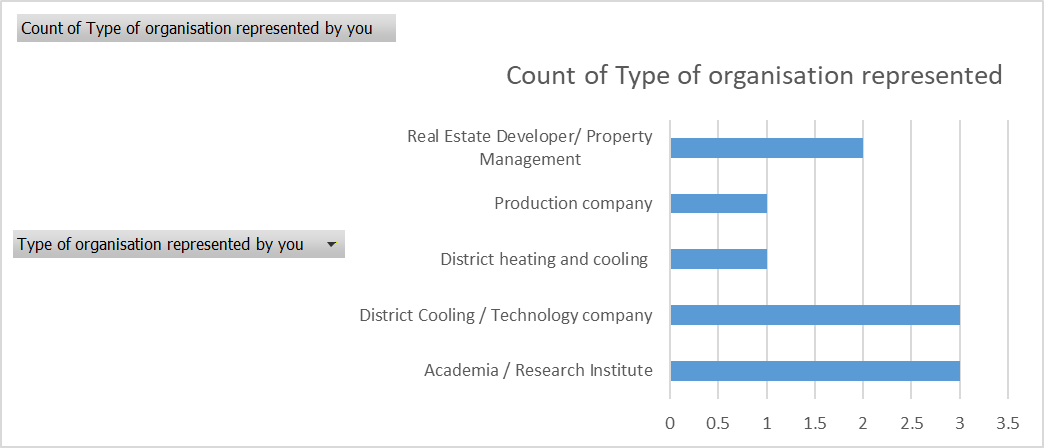 Count of Type of organisation represented by you
Count of Type of organisation represented
Real Estate Developer/ Property
Management
Production company
Type of organisation represented by you
District heating and cooling
District Cooling / Technology company
Academia / Research Institute
0 0.5 1 1.5 2 2.5 3 3.5